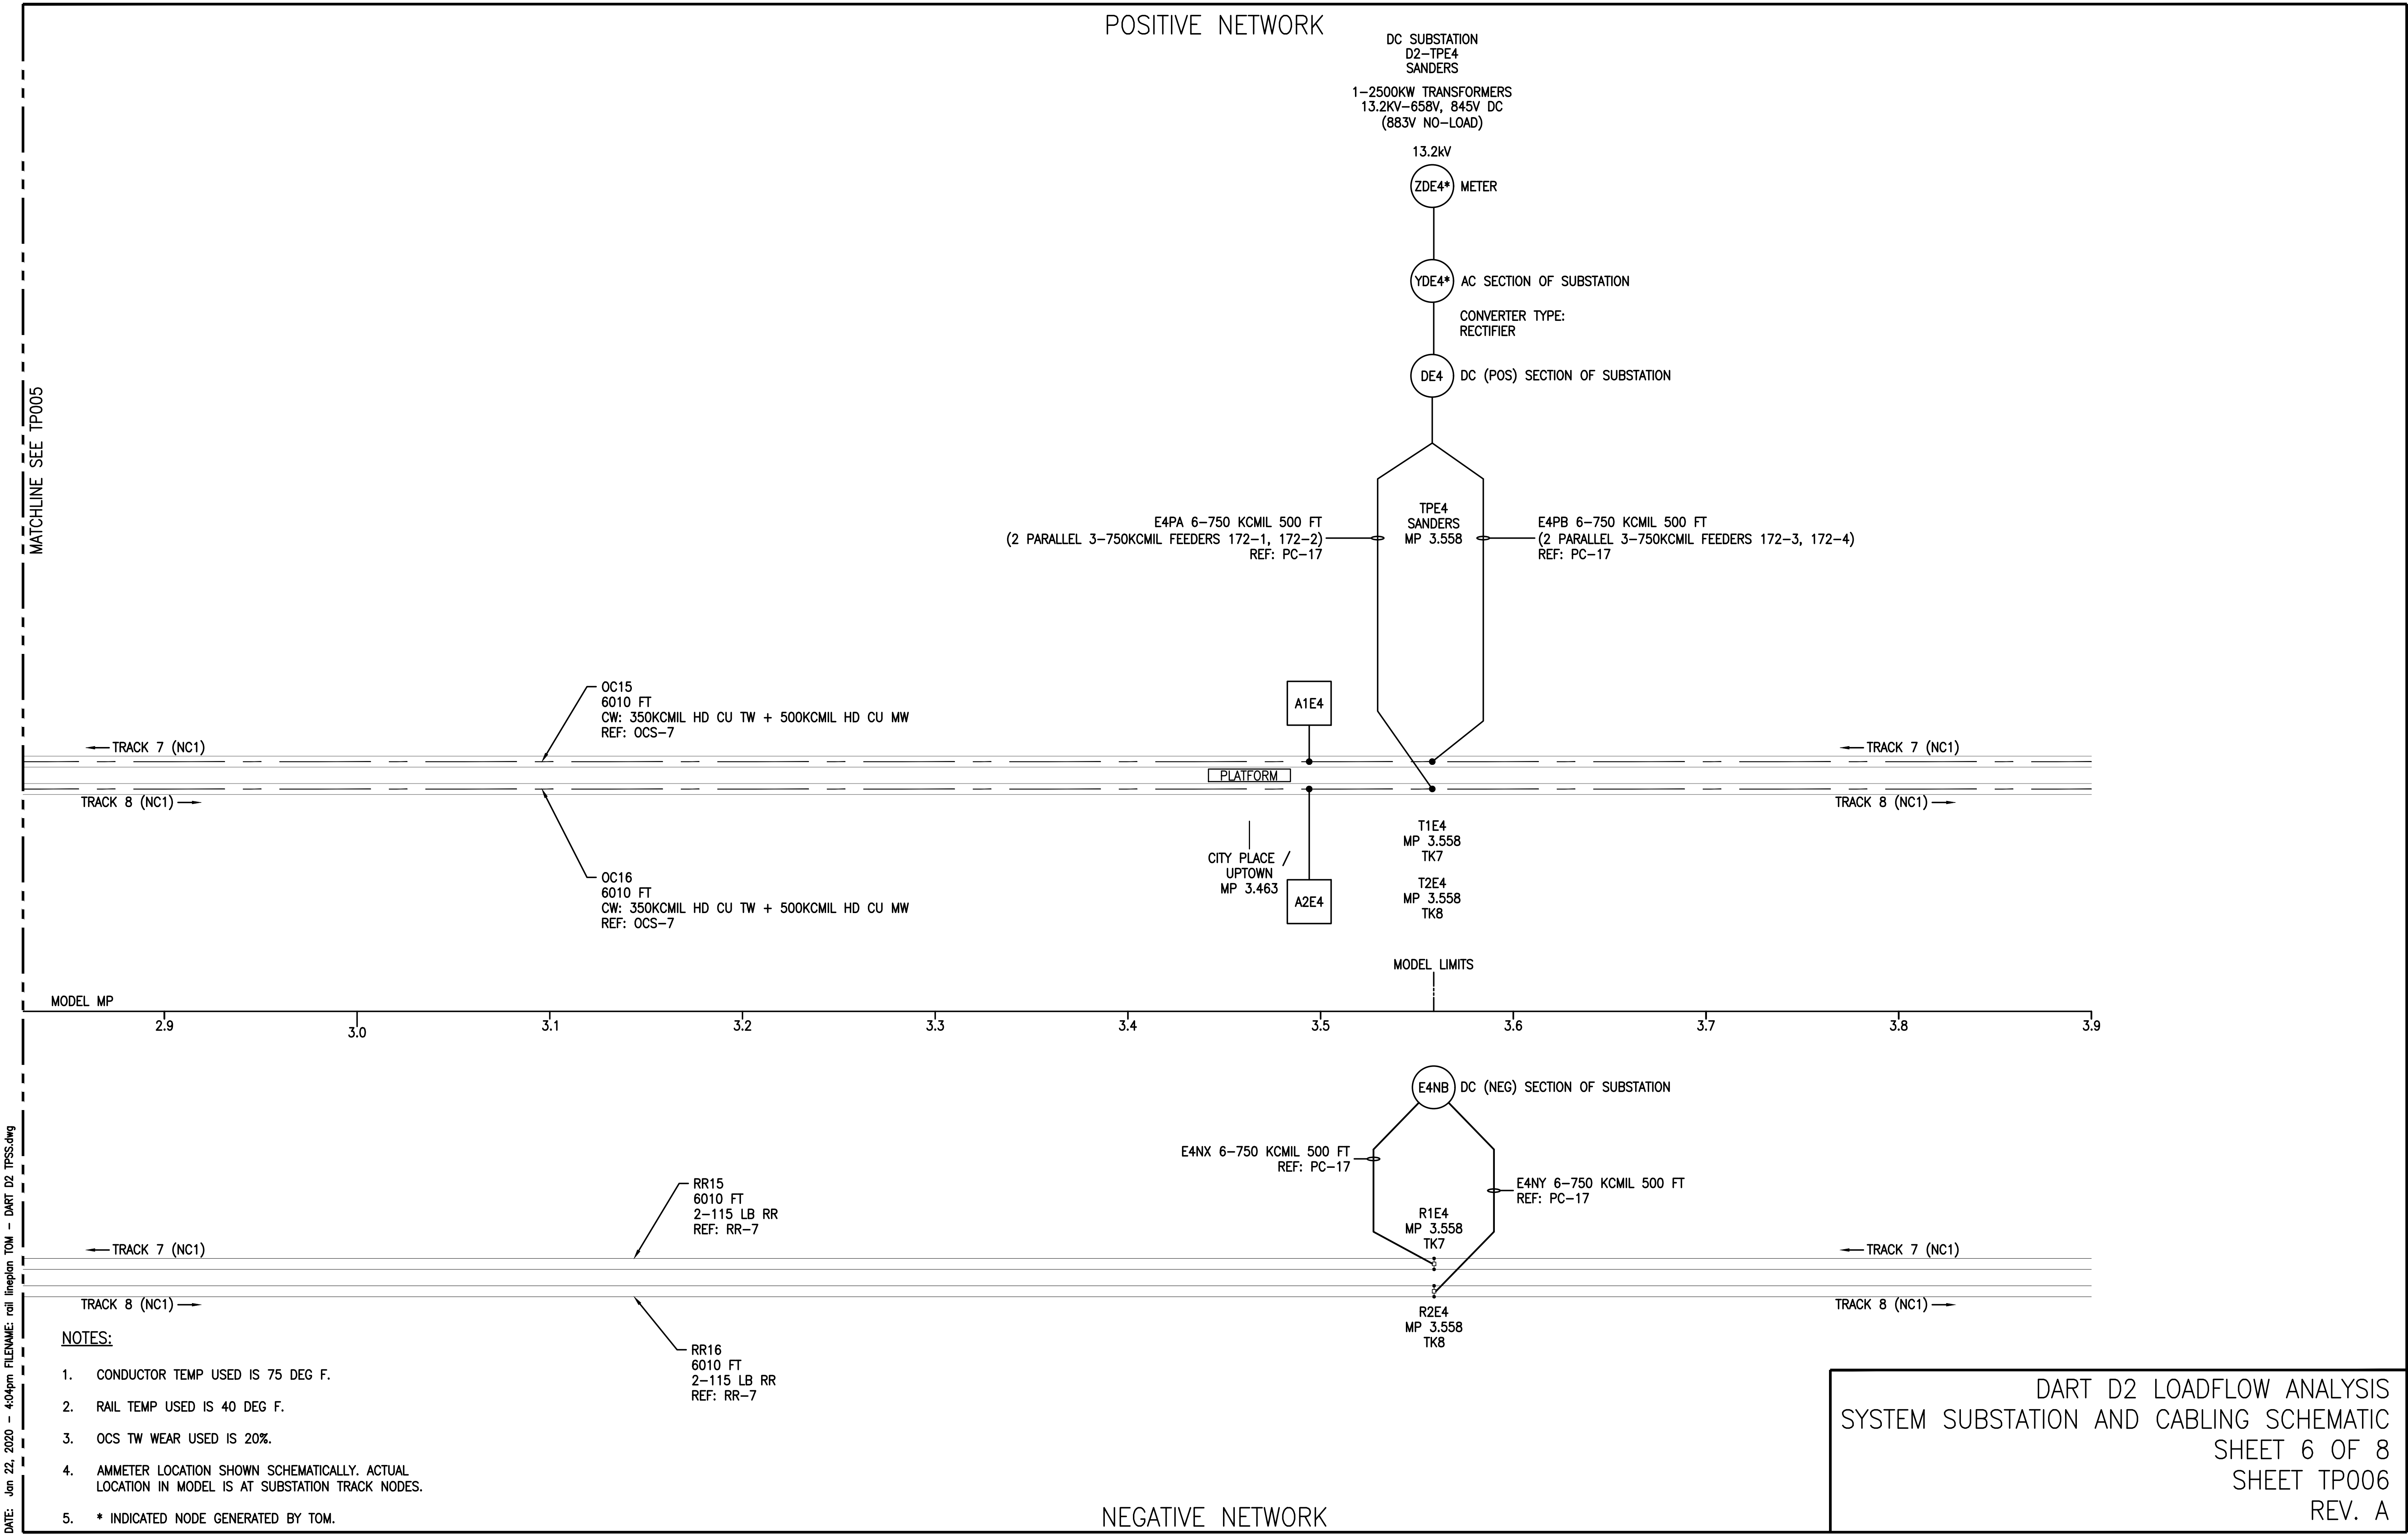 POSITIVE NETWORK
DC SUBSTATION
D2-TPE4
SANDERS
1-2500KW TRANSFORMERS
13.2KV-658V, 845V DC
(883V NO-LOAD)
13.2kV
ZDE4* METER
YDE4* AC SECTION OF SUBSTATION
CONVERTER TYPE:
RECTIFIER
DE4 DC (POS) SECTION OF SUBSTATION
MATCHLINE SEE TP005
E4PA 6-750 KCMIL 500 FT
(2 PARALLEL 3-750KCMIL FEEDERS 172-1, 172-2)
REF: PC-17
TPE4
SANDERS
MP 3.558
E4PB 6-750 KCMIL 500 FT
(2 PARALLEL 3-750KCMIL FEEDERS 172-3, 172-4)
REF: PC-17
OC15
6010 FT
CW: 350KCMIL HD CU TW + 500KCMIL HD CU MW
REF: OCS-7
A1E4
TRACK 7 (NC1)
TRACK 7 (NC1)
PLATFORM
TRACK 8 (NC1)
TRACK 8 (NC1)
OC16
6010 FT
CW: 350KCMIL HD CU TW + 500KCMIL HD CU MW
REF: OCS-7
CITY PLACE /
UPTOWN
MP 3.463
A2E4
T1E4
MP 3.558
TK7
T2E4
MP 3.558
TK8
MODEL LIMITS
MODEL MP
2.9 3.0 3.1 3.2 3.3 3.4 3.5 3.6 3.7 3.8 3.9
E4NB DC (NEG) SECTION OF SUBSTATION
E4NX 6-750 KCMIL 500 FT
REF: PC-17
E4NY 6-750 KCMIL 500 FT
REF: PC-17
RR15
6010 FT
2-115 LB RR
REF: RR-7
R1E4
MP 3.558
TK7
TRACK 7 (NC1)
TRACK 7 (NC1)
TRACK 8 (NC1)
TRACK 8 (NC1)
R2E4
MP 3.558
TK8
RR16
6010 FT
2-115 LB RR
REF: RR-7
NOTES:
1. CONDUCTOR TEMP USED IS 75 DEG F.
2. RAIL TEMP USED IS 40 DEG F.
3. OCS TW WEAR USED IS 20%.
4. AMMETER LOCATION SHOWN SCHEMATICALLY. ACTUAL
LOCATION IN MODEL IS AT SUBSTATION TRACK NODES.
5. * INDICATED NODE GENERATED BY TOM.
NEGATIVE NETWORK
DART D2 LOADFLOW ANALYSIS
SYSTEM SUBSTATION AND CABLING SCHEMATIC
SHEET 6 OF 8
SHEET TP006
REV. A
DATE: Jan 22, 2020 - 4:04pm FILENAME: rail lineplan TOM - DART D2 TPSS.dwg